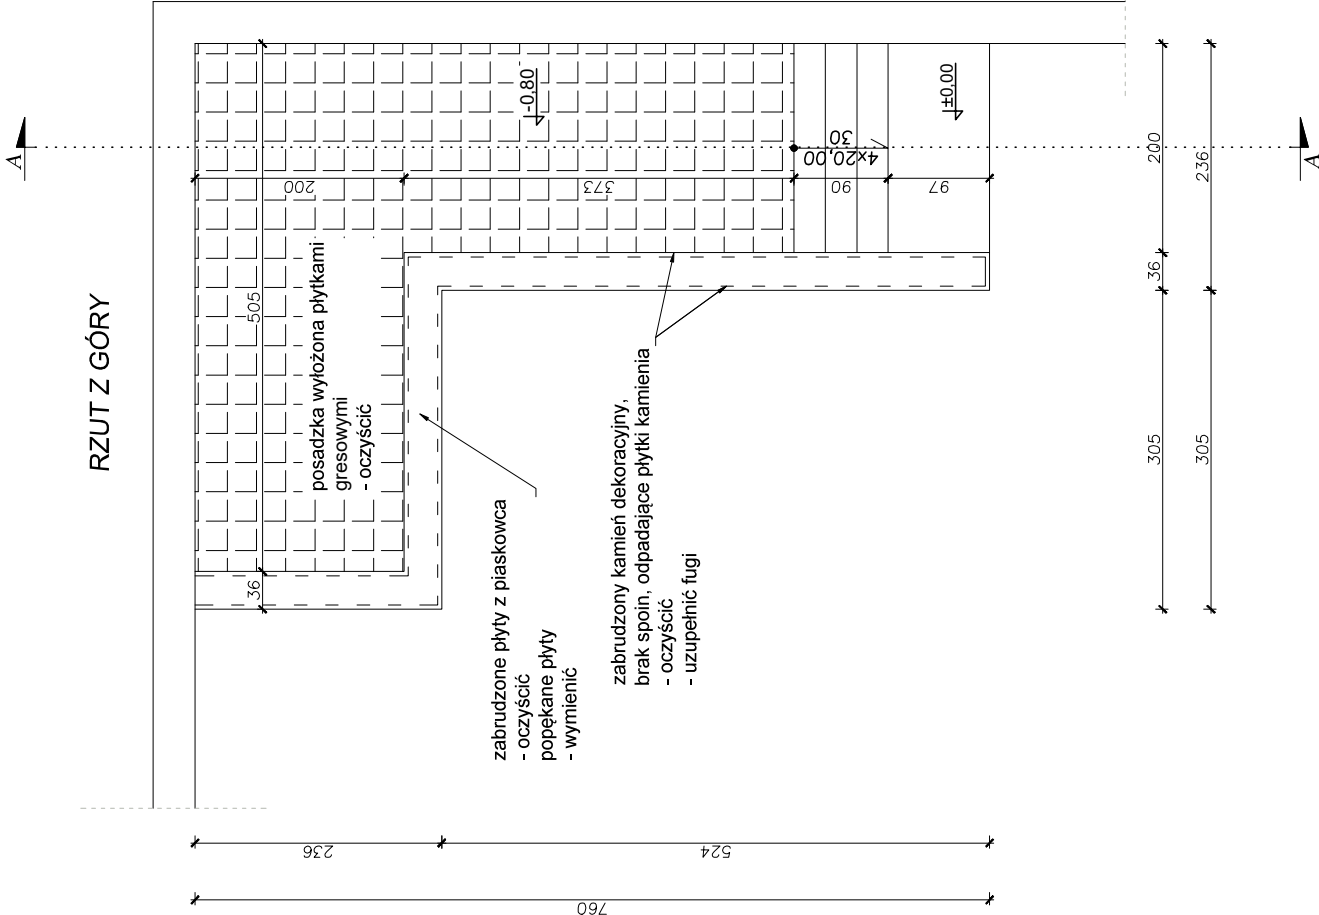 RZUT Z GÓRY
A
A
posadzka wyłożona płytkami
gresowymi
- oczyścić
zabrudzone płyty z piaskowca
- oczyścić
popękane płyty
- wymienić
zabrudzony kamień dekoracyjny,
brak spoin, odpadające płytki kamienia
- oczyścić
- uzupełnić fugi
-0,80
±0,00
4x20,00
30
505
36
200
373
90
97
236
524
760
305
36
200
305
236